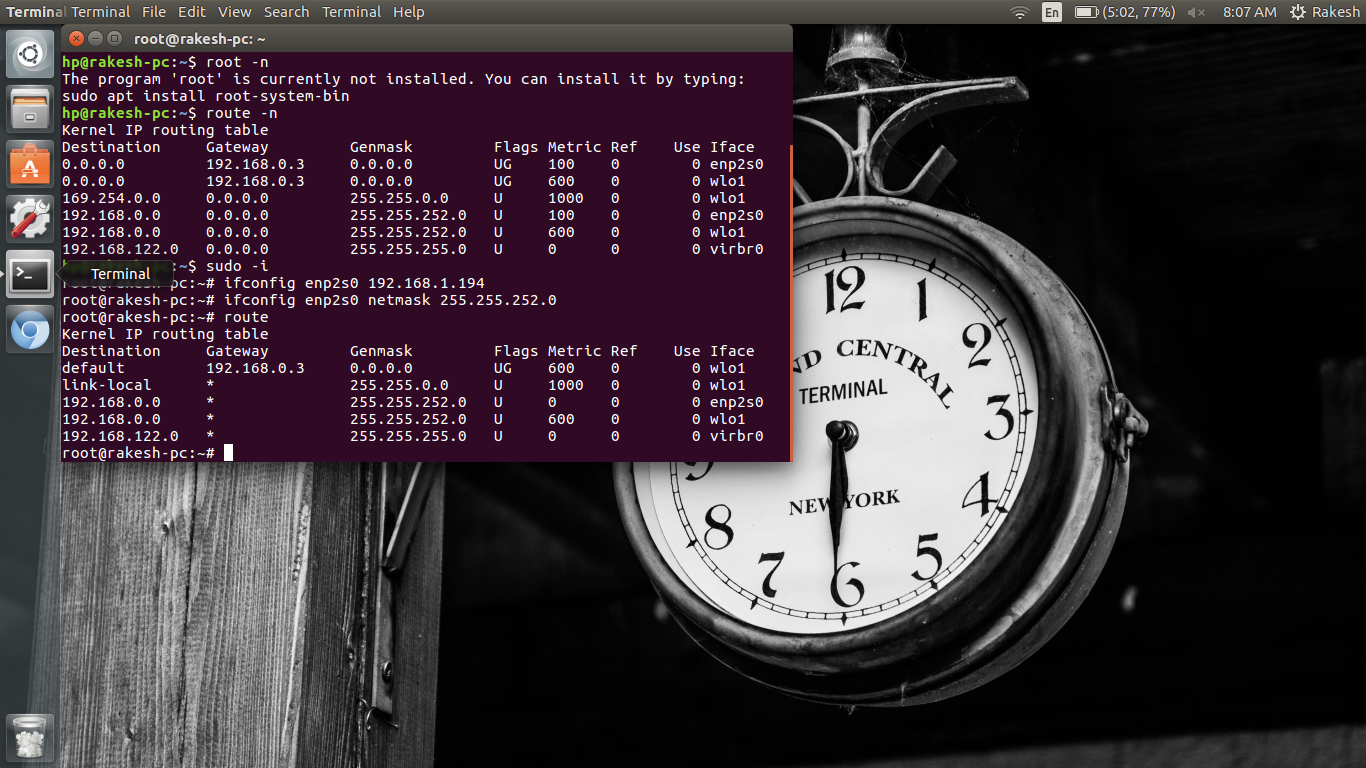 Terminal Terminal File Edit View Search Terminal Help En (5:02, 77%) 8:07 AM Rakesh
root@rakesh-pc: ~
hp@rakesh-pc:~$ root -n
The program 'root' is currently not installed. You can install it by typing:
sudo apt install root-system-bin
hp@rakesh-pc:~$ route -n
Kernel IP routing table
Destination     Gateway         Genmask         Flags Metric Ref    Use Iface
0.0.0.0         192.168.0.3     0.0.0.0         UG    100    0        0 enp2s0
0.0.0.0         192.168.0.3     0.0.0.0         UG    600    0        0 wlo1
169.254.0.0     0.0.0.0         255.255.0.0     U     1000   0        0 wlo1
192.168.0.0     0.0.0.0         255.255.252.0   U     100    0        0 enp2s0
192.168.0.0     0.0.0.0         255.255.252.0   U     600    0        0 wlo1
192.168.122.0   0.0.0.0         255.255.255.0   U     0      0        0 virbr0
hp@rakesh-pc:~$ sudo -i
Terminal
root@rakesh-pc:~# ifconfig enp2s0 192.168.1.194
root@rakesh-pc:~# ifconfig enp2s0 netmask 255.255.252.0
root@rakesh-pc:~# route
Kernel IP routing table
Destination     Gateway         Genmask         Flags Metric Ref    Use Iface
default         192.168.0.3     0.0.0.0         UG    600    0        0 wlo1
link-local      *               255.255.0.0     U     1000   0        0 wlo1
192.168.0.0     *               255.255.252.0   U     0      0        0 enp2s0
192.168.0.0     *               255.255.252.0   U     600    0        0 wlo1
192.168.122.0   *               255.255.255.0   U     0      0        0 virbr0
root@rakesh-pc:~#
12
1
2
3
4
5
6
7
8
CENTRAL
TERMINAL
NEW YORK